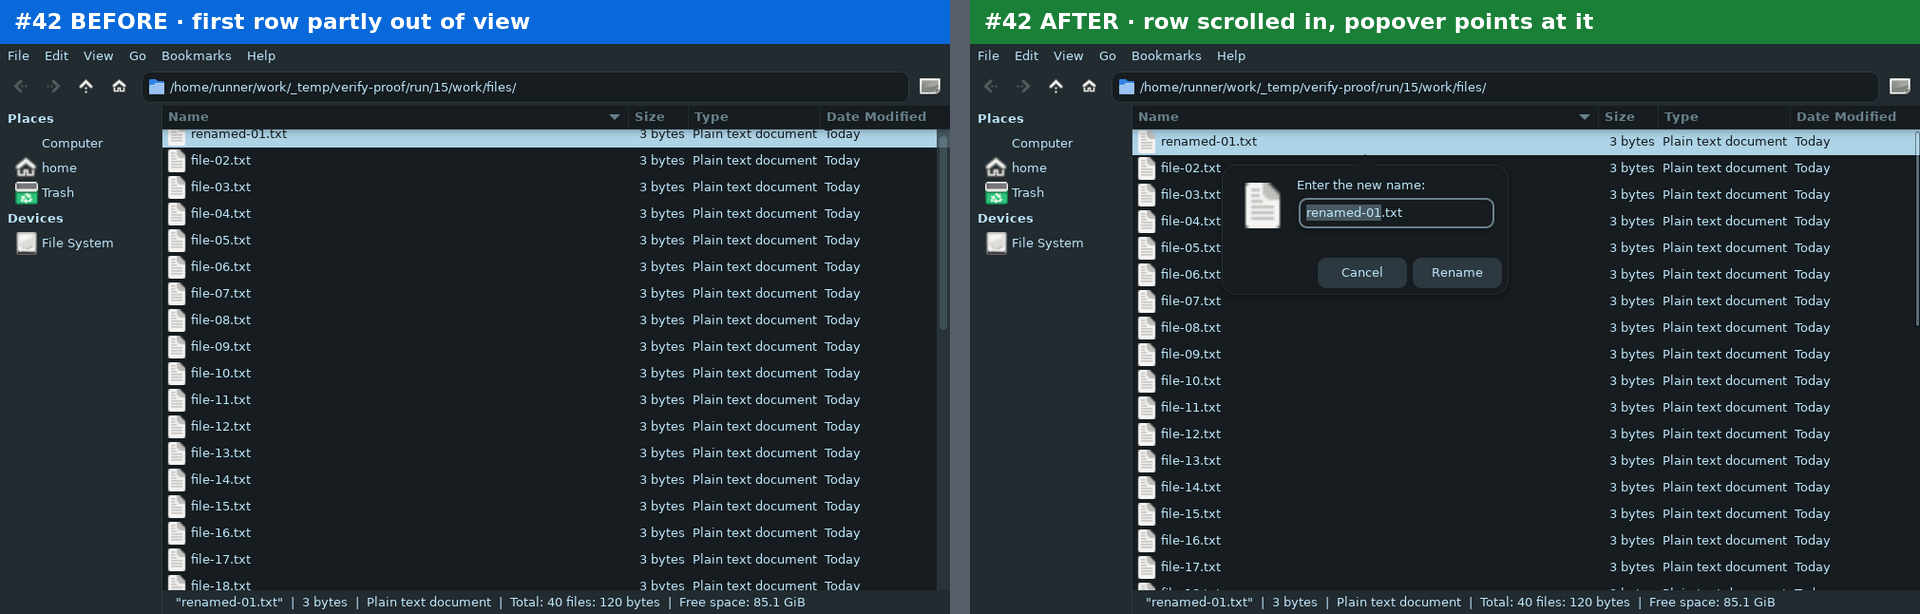 #42 BEFORE · first row partly out of view
File Edit View Go Bookmarks Help
/home/runner/work/_temp/verify-proof/run/15/work/files/
Places
Computer
home
Trash
Devices
File System
Name Size Type Date Modified
renamed-01.txt 3 bytes Plain text document Today
file-02.txt 3 bytes Plain text document Today
file-03.txt 3 bytes Plain text document Today
file-04.txt 3 bytes Plain text document Today
file-05.txt 3 bytes Plain text document Today
file-06.txt 3 bytes Plain text document Today
file-07.txt 3 bytes Plain text document Today
file-08.txt 3 bytes Plain text document Today
file-09.txt 3 bytes Plain text document Today
file-10.txt 3 bytes Plain text document Today
file-11.txt 3 bytes Plain text document Today
file-12.txt 3 bytes Plain text document Today
file-13.txt 3 bytes Plain text document Today
file-14.txt 3 bytes Plain text document Today
file-15.txt 3 bytes Plain text document Today
file-16.txt 3 bytes Plain text document Today
file-17.txt 3 bytes Plain text document Today
file-18.txt 3 bytes Plain text document Today
"renamed-01.txt" | 3 bytes | Plain text document | Total: 40 files: 120 bytes | Free space: 85.1 GiB
#42 AFTER · row scrolled in, popover points at it
File Edit View Go Bookmarks Help
/home/runner/work/_temp/verify-proof/run/15/work/files/
Places
Computer
home
Trash
Devices
File System
Name Size Type Date Modified
renamed-01.txt 3 bytes Plain text document Today
file-02.txt 3 bytes Plain text document Today
file-03.txt 3 bytes Plain text document Today
file-04.txt 3 bytes Plain text document Today
file-05.txt 3 bytes Plain text document Today
file-06.txt 3 bytes Plain text document Today
file-07.txt 3 bytes Plain text document Today
file-08.txt 3 bytes Plain text document Today
file-09.txt 3 bytes Plain text document Today
file-10.txt 3 bytes Plain text document Today
file-11.txt 3 bytes Plain text document Today
file-12.txt 3 bytes Plain text document Today
file-13.txt 3 bytes Plain text document Today
file-14.txt 3 bytes Plain text document Today
file-15.txt 3 bytes Plain text document Today
file-16.txt 3 bytes Plain text document Today
file-17.txt 3 bytes Plain text document Today
Enter the new name:
renamed-01.txt
Cancel Rename
"renamed-01.txt" | 3 bytes | Plain text document | Total: 40 files: 120 bytes | Free space: 85.1 GiB